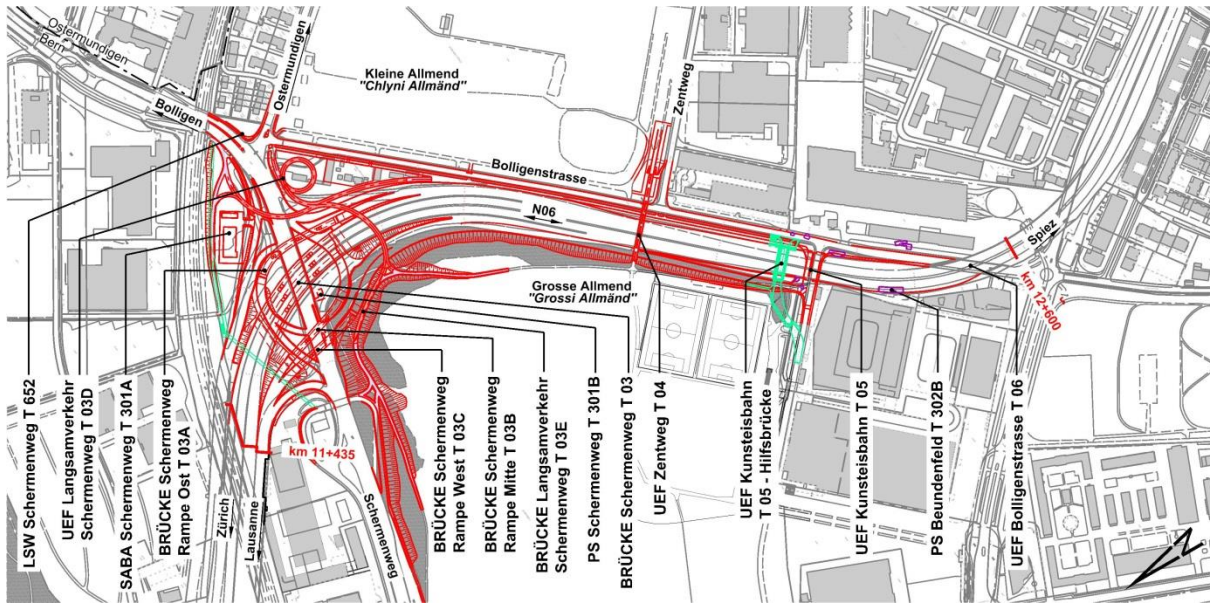 Ostermundigen
Bern
Bolligen
Ostermundigen
Kleine Allmend
"Chlyni Allmänd"
Zentweg
Bolligenstrasse
N06
Grosse Allmend
"Grossi Allmänd"
Spiez
km 12+600
km 11+435
Zürich
Lausanne
Schermenweg
LSW Schermenweg T 652
UEF Langsamverkehr
Schermenweg T 03D
SABA Schermenweg T 301A
BRÜCKE Schermenweg
Rampe Ost T 03A
BRÜCKE Schermenweg
Rampe West T 03C
BRÜCKE Schermenweg
Rampe Mitte T 03B
BRÜCKE Langsamverkehr
Schermenweg T 03E
PS Schermenweg T 301B
BRÜCKE Schermenweg T 03
UEF Zentweg T 04
UEF Kunsteisbahn
T 05 - Hilfsbrücke
UEF Kunsteisbahn T 05
PS Beundenfeld T 302B
UEF Bolligenstrasse T 06
N